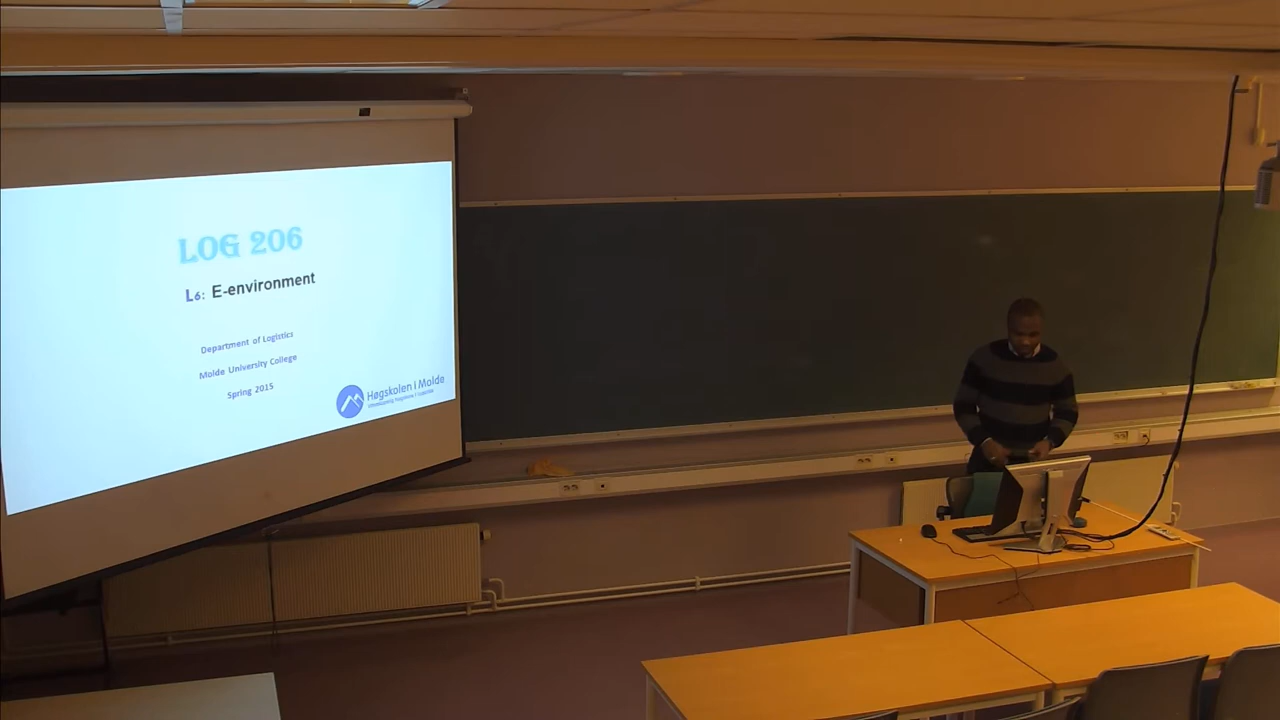 LOG 206
L6: E-environment
Department of Logistics
Molde University College
Spring 2015
Høgskolen i Molde